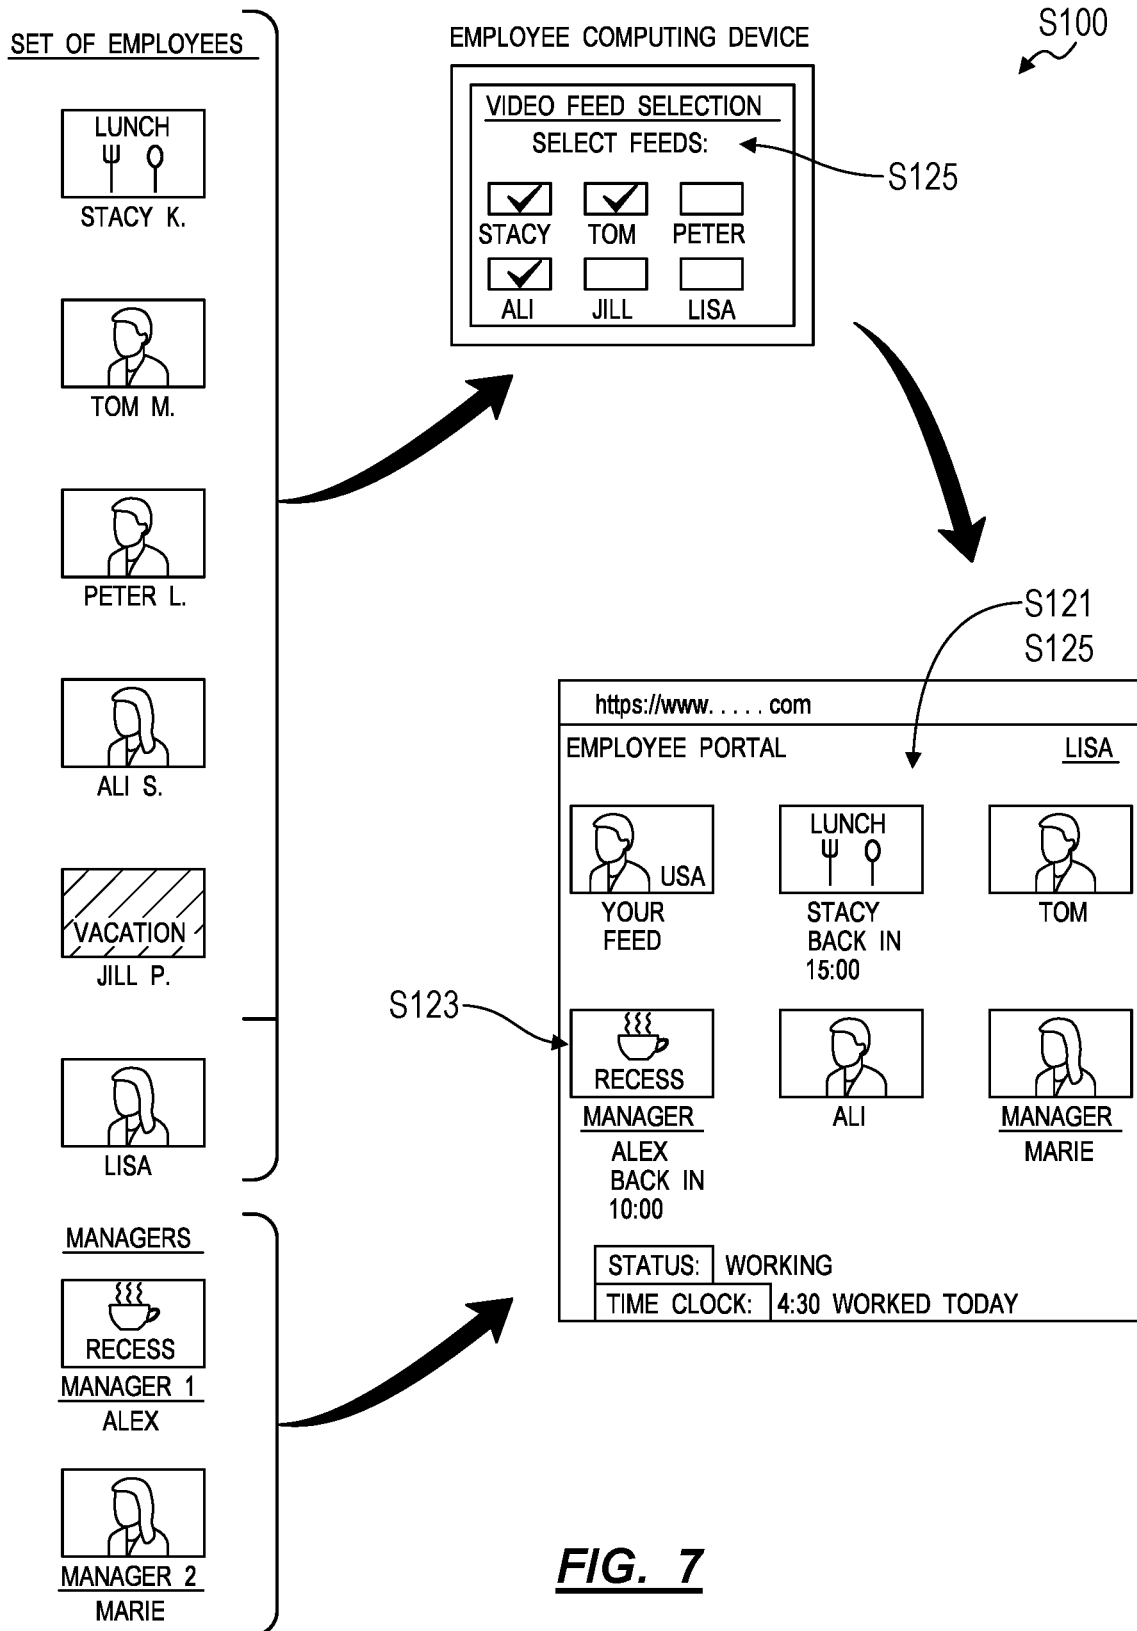 SET OF EMPLOYEES
LUNCH
STACY K.
TOM M.
PETER L.
ALI S.
VACATION
JILL P.
LISA
MANAGERS
RECESS
MANAGER 1
ALEX
MANAGER 2
MARIE
EMPLOYEE COMPUTING DEVICE
VIDEO FEED SELECTION
SELECT FEEDS:
STACY TOM PETER
ALI JILL LISA
S125
S100
S121
S125
https://www. . . . . com
EMPLOYEE PORTAL LISA
USA
YOUR
FEED
LUNCH
STACY
BACK IN
15:00
TOM
S123
RECESS
MANAGER
ALEX
BACK IN
10:00
ALI
MANAGER
MARIE
STATUS: WORKING
TIME CLOCK: 4:30 WORKED TODAY
FIG. 7